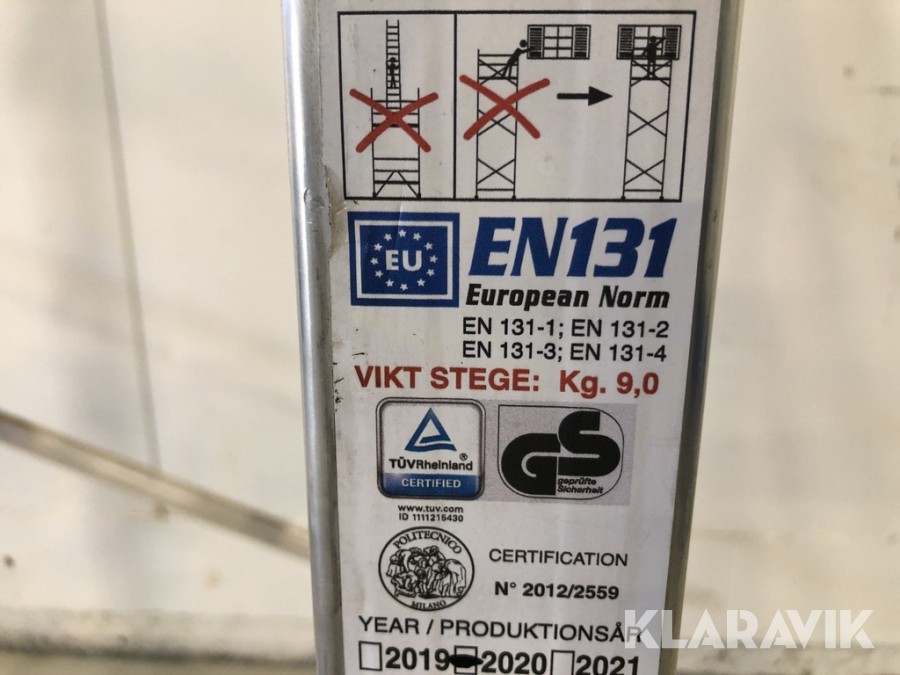 EU
EN131
European Norm
EN 131-1; EN 131-2
EN 131-3; EN 131-4
VIKT STEGE: Kg. 9,0
TÜVRheinland®
CERTIFIED
GS
geprüfte
Sicherheit
www.tuv.com
ID 1111215430
POLITECNICO
MILANO
CERTIFICATION
N° 2012/2559
YEAR / PRODUKTIONSÅR
2019 2020 2021
KLARAVIK